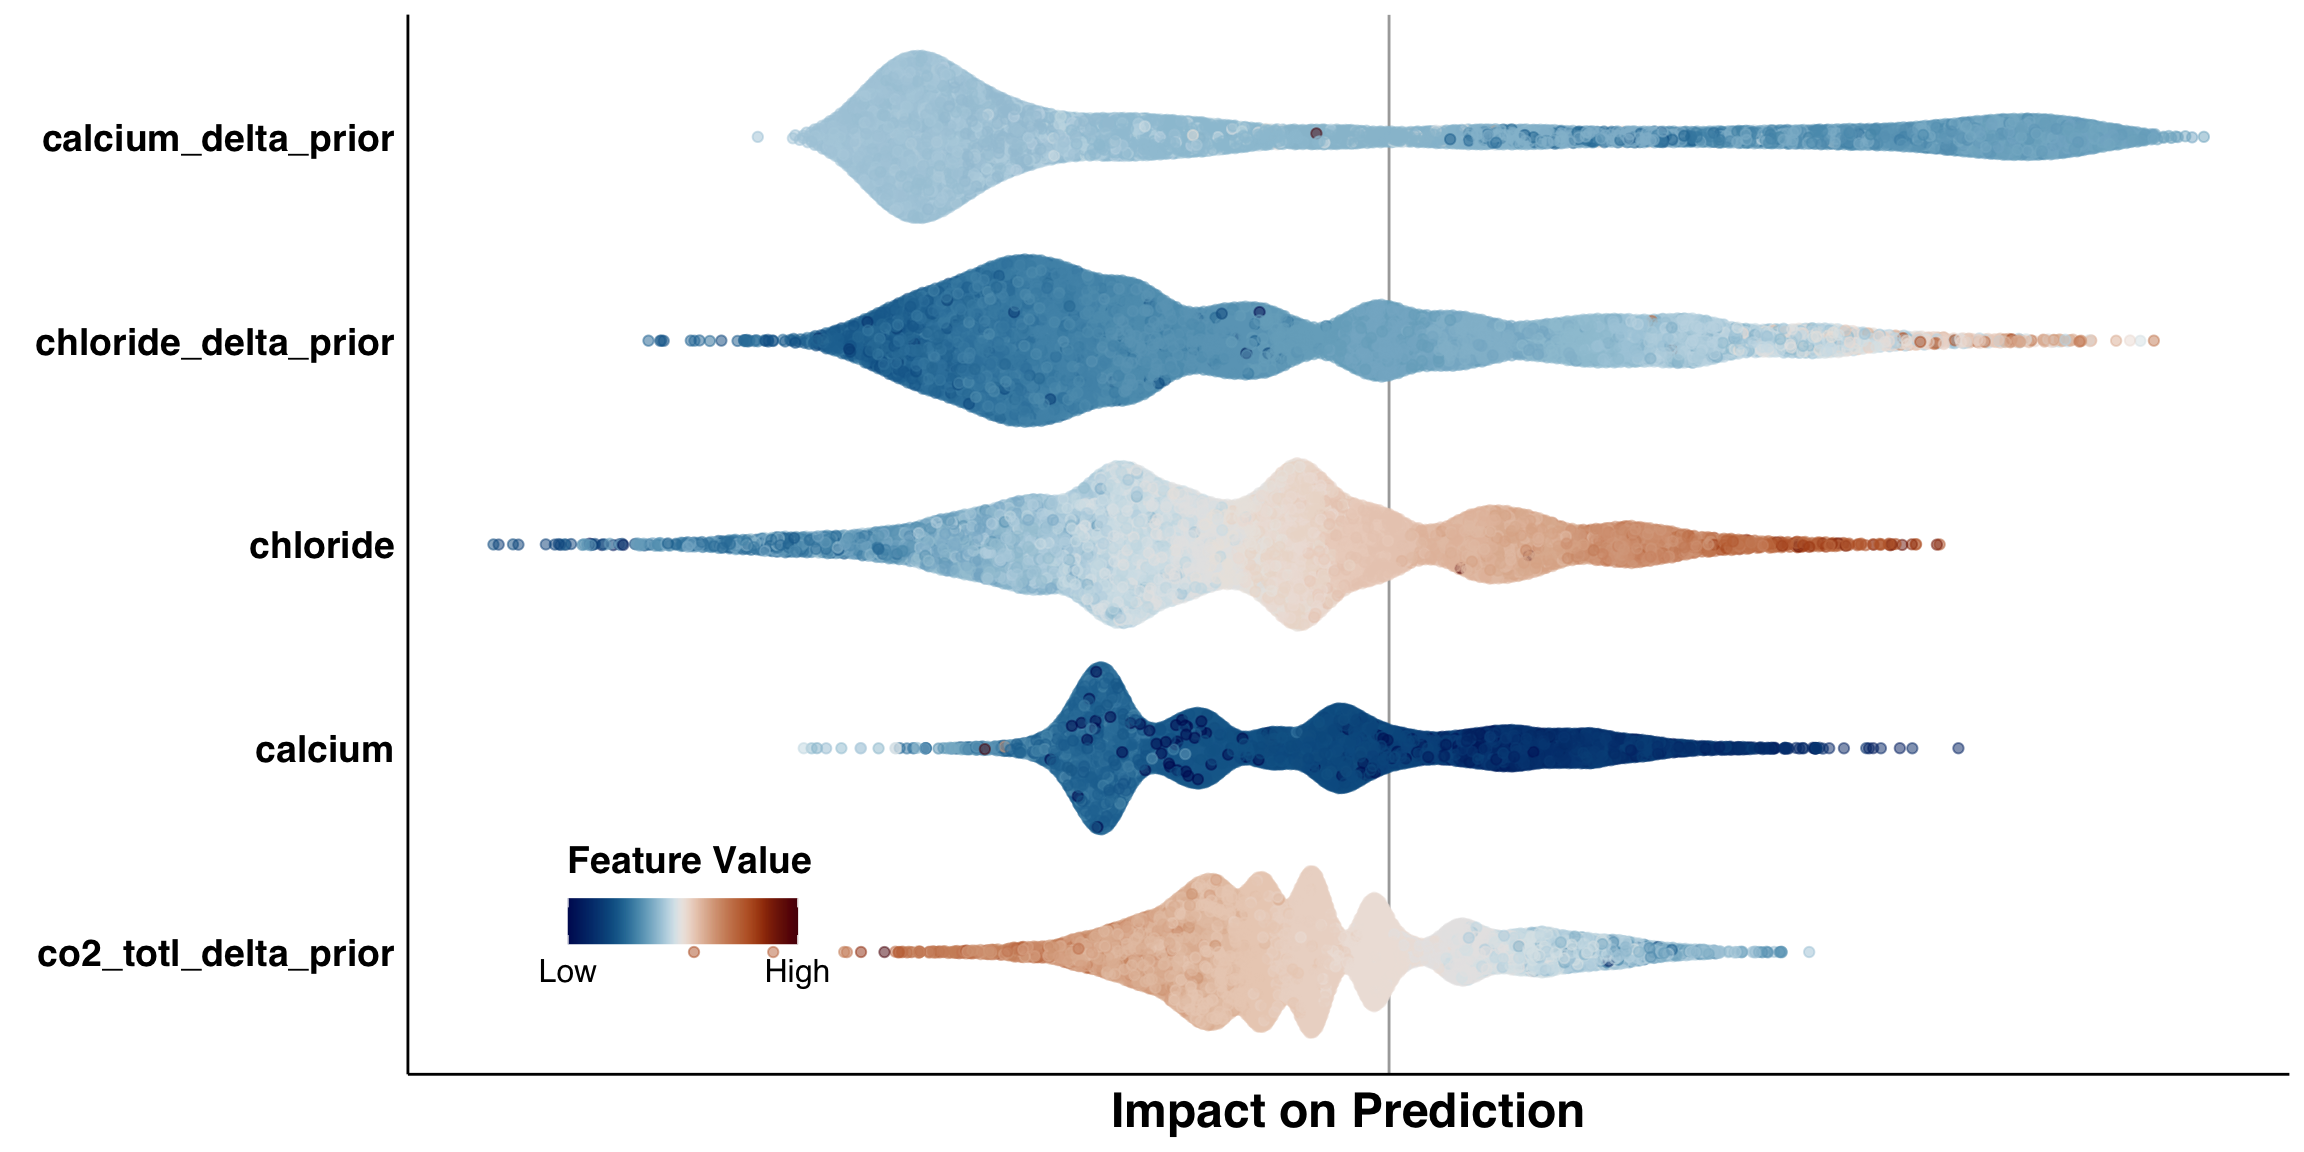 calcium_delta_prior
chloride_delta_prior
chloride
calcium
Feature Value
Low High
co2_totl_delta_prior
Impact on Prediction